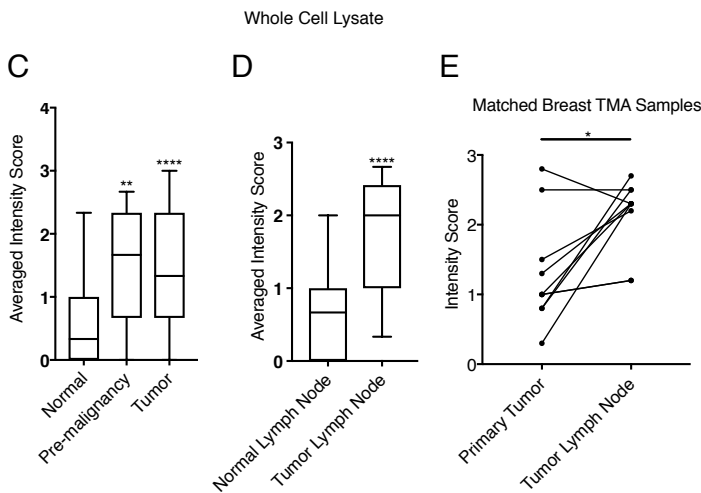 Whole Cell Lysate
C
D
E
Matched Breast TMA Samples
Averaged Intensity Score
4
3
2
1
0
**
****
Normal
Pre-malignancy
Tumor
Averaged Intensity Score
3
2
1
0
****
Normal Lymph Node
Tumor Lymph Node
Intensity Score
3
2
1
0
*
Primary Tumor
Tumor Lymph Node